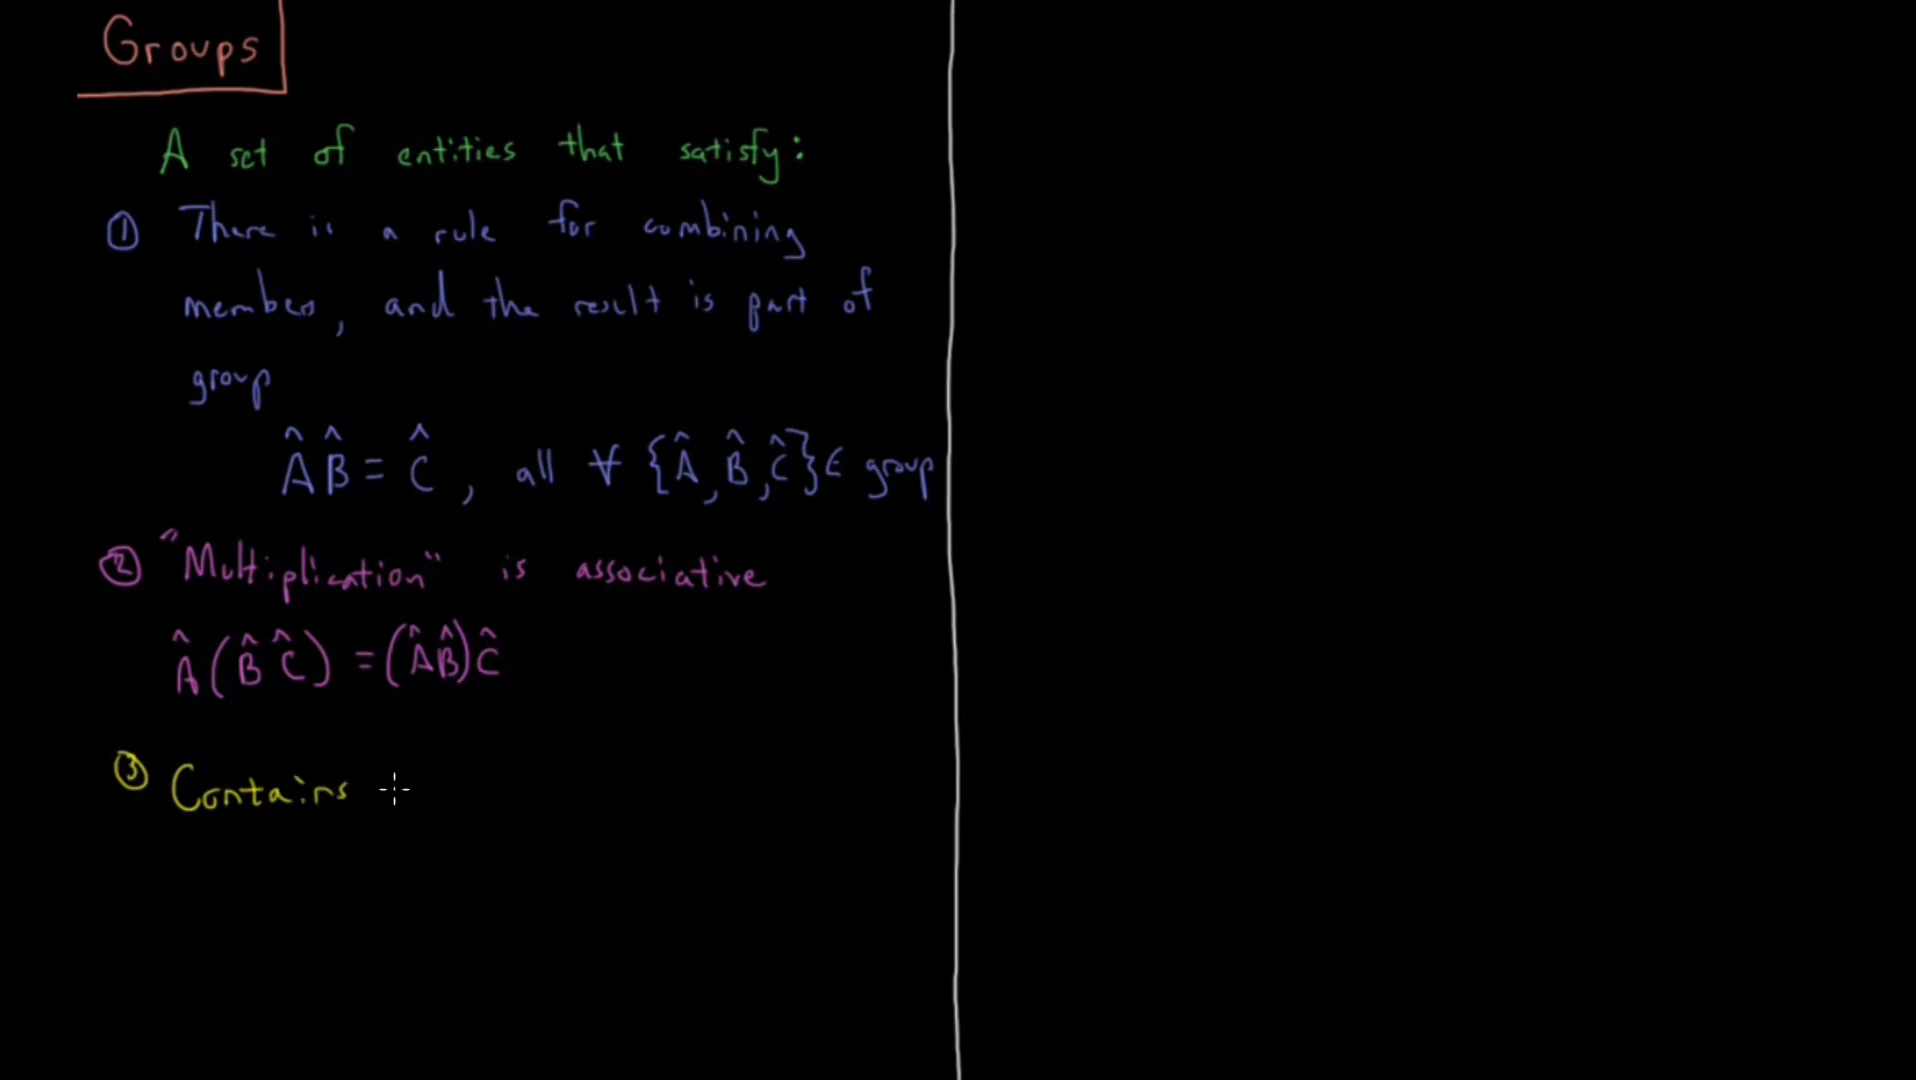 Groups
A set of entities that satisfy:
① There is a rule for combining
members, and the result is part of
group
ÂB̂ = Ĉ, all ∀ {Â, B̂, Ĉ} ∈ group
② "Multiplication" is associative
Â(B̂Ĉ) = (ÂB̂)Ĉ
③ Contains